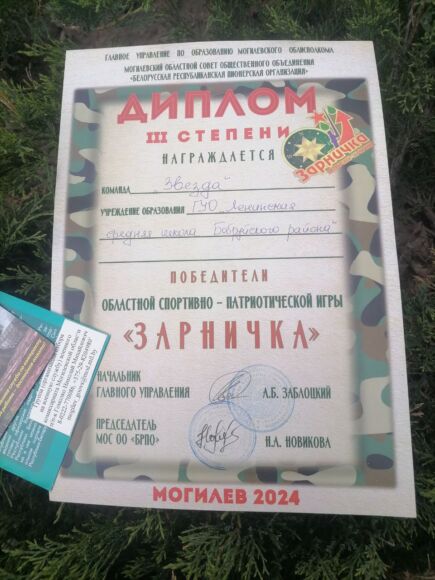 ГЛАВНОЕ УПРАВЛЕНИЕ ПО ОБРАЗОВАНИЮ МОГИЛЕВСКОГО ОБЛИСПОЛКОМА
МОГИЛЕВСКИЙ ОБЛАСТНОЙ СОВЕТ ОБЩЕСТВЕННОГО ОБЪЕДИНЕНИЯ
«БЕЛОРУССКАЯ РЕСПУБЛИКАНСКАЯ ПИОНЕРСКАЯ ОРГАНИЗАЦИЯ»
ДИПЛОМ
III СТЕПЕНИ
Зарничка
НАГРАЖДАЕТСЯ
КОМАНДА „Звезда"
УЧРЕЖДЕНИЕ ОБРАЗОВАНИЯ ГУО „Ленинская
средняя школа Бобруйского района"
ПОБЕДИТЕЛИ
ОБЛАСТНОЙ СПОРТИВНО – ПАТРИОТИЧЕСКОЙ ИГРЫ
«ЗАРНИЧКА»
НАЧАЛЬНИК
ГЛАВНОГО УПРАВЛЕНИЯ А.Б. ЗАБЛОЦКИЙ
ПРЕДСЕДАТЕЛЬ
МОС ОО «БРПО» Н.А. НОВИКОВА
МОГИЛЕВ 2024